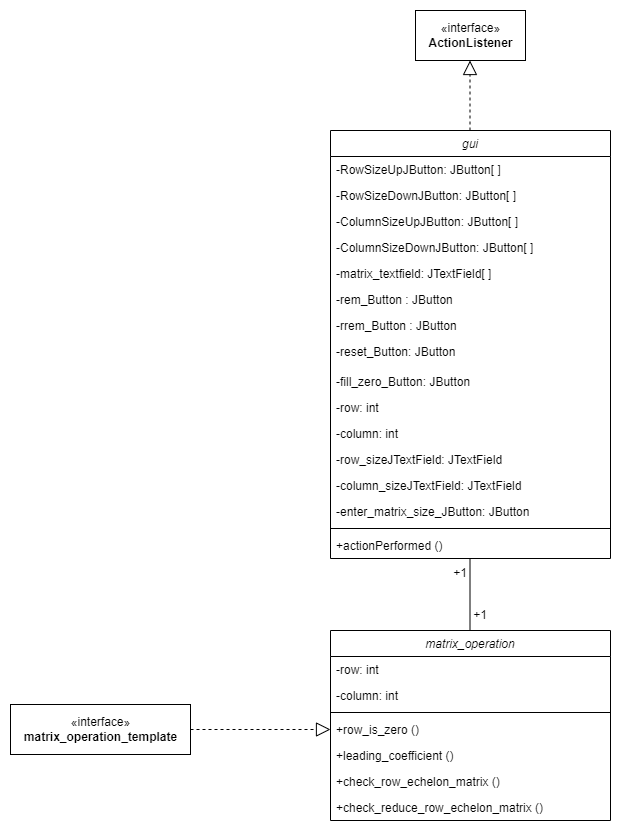 «interface»
ActionListener
gui
-RowSizeUpJButton: JButton[ ]
-RowSizeDownJButton: JButton[ ]
-ColumnSizeUpJButton: JButton[ ]
-ColumnSizeDownJButton: JButton[ ]
-matrix_textfield: JTextField[ ]
-rem_Button : JButton
-rrem_Button : JButton
-reset_Button: JButton
-fill_zero_Button: JButton
-row: int
-column: int
-row_sizeJTextField: JTextField
-column_sizeJTextField: JTextField
-enter_matrix_size_JButton: JButton
+actionPerformed ()
+1
+1
matrix_operation
-row: int
-column: int
«interface»
matrix_operation_template
+row_is_zero ()
+leading_coefficient ()
+check_row_echelon_matrix ()
+check_reduce_row_echelon_matrix ()